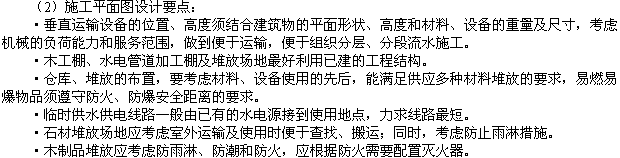 （2）施工平面图设计要点：
·垂直运输设备的位置、高度须结合建筑物的平面形状、高度和材料、设备的重量及尺寸，考虑
机械的负荷能力和服务范围，做到便于运输，便于组织分层、分段流水施工。
·木工棚、水电管道加工棚及堆放场地最好利用已建的工程结构。
·仓库、堆放的布置，要考虑材料、设备使用的先后，能满足供应多种材料堆放的要求，易燃易
爆物品须遵守防火、防爆安全距离的要求。
·临时供水供电线路一般由已有的水电源接到使用地点，力求线路最短。
·石材堆放场地应考虑室外运输及使用时便于查找、搬运；同时，考虑防止雨淋措施。
·木制品堆放应考虑防雨淋、防潮和防火，应根据防火需要配置灭火器。